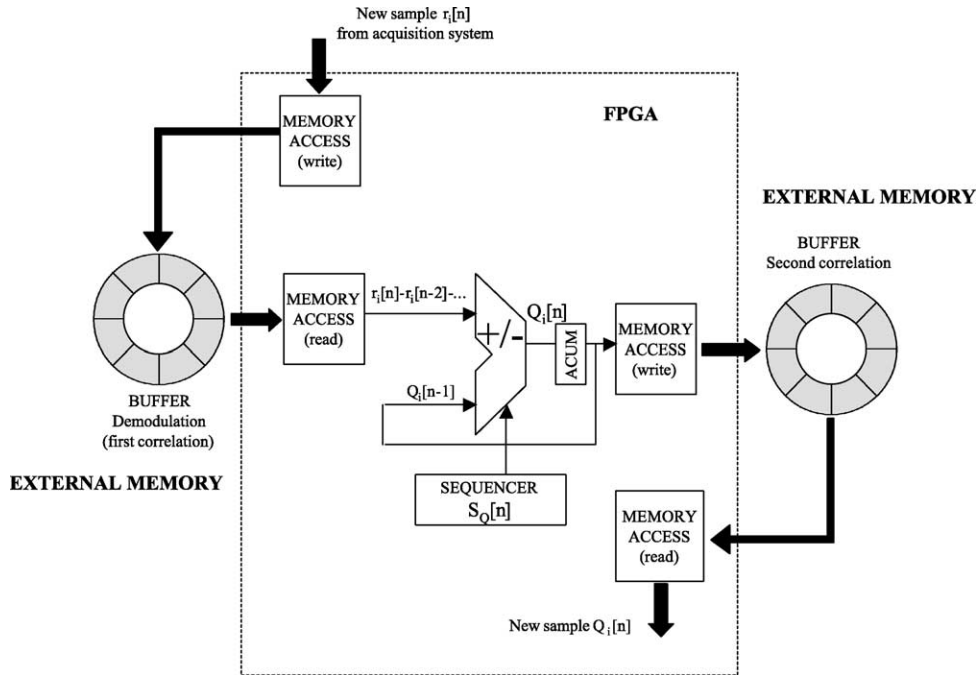 New sample r_i[n]
from acquisition system
FPGA
MEMORY
ACCESS
(write)
EXTERNAL MEMORY
BUFFER
Second correlation
MEMORY
ACCESS
(read)
r_i[n]-r_i[n-2]-...
+/-
Q_i[n]
ACUM
MEMORY
ACCESS
(write)
Q_i[n-1]
BUFFER
Demodulation
(first correlation)
EXTERNAL MEMORY
SEQUENCER
S_Q[n]
MEMORY
ACCESS
(read)
New sample Q_i[n]